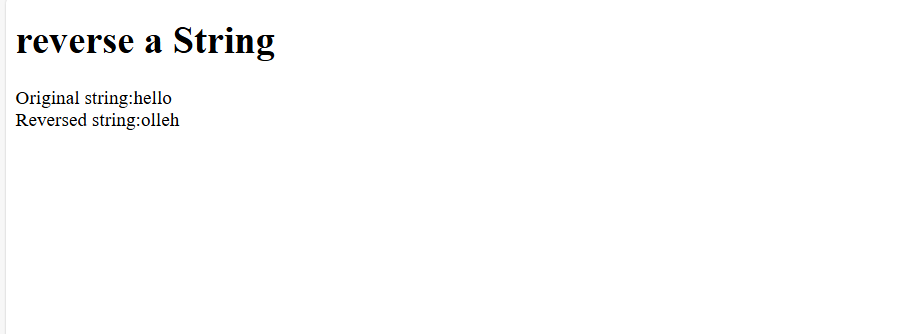 reverse a String
Original string:hello
Reversed string:olleh